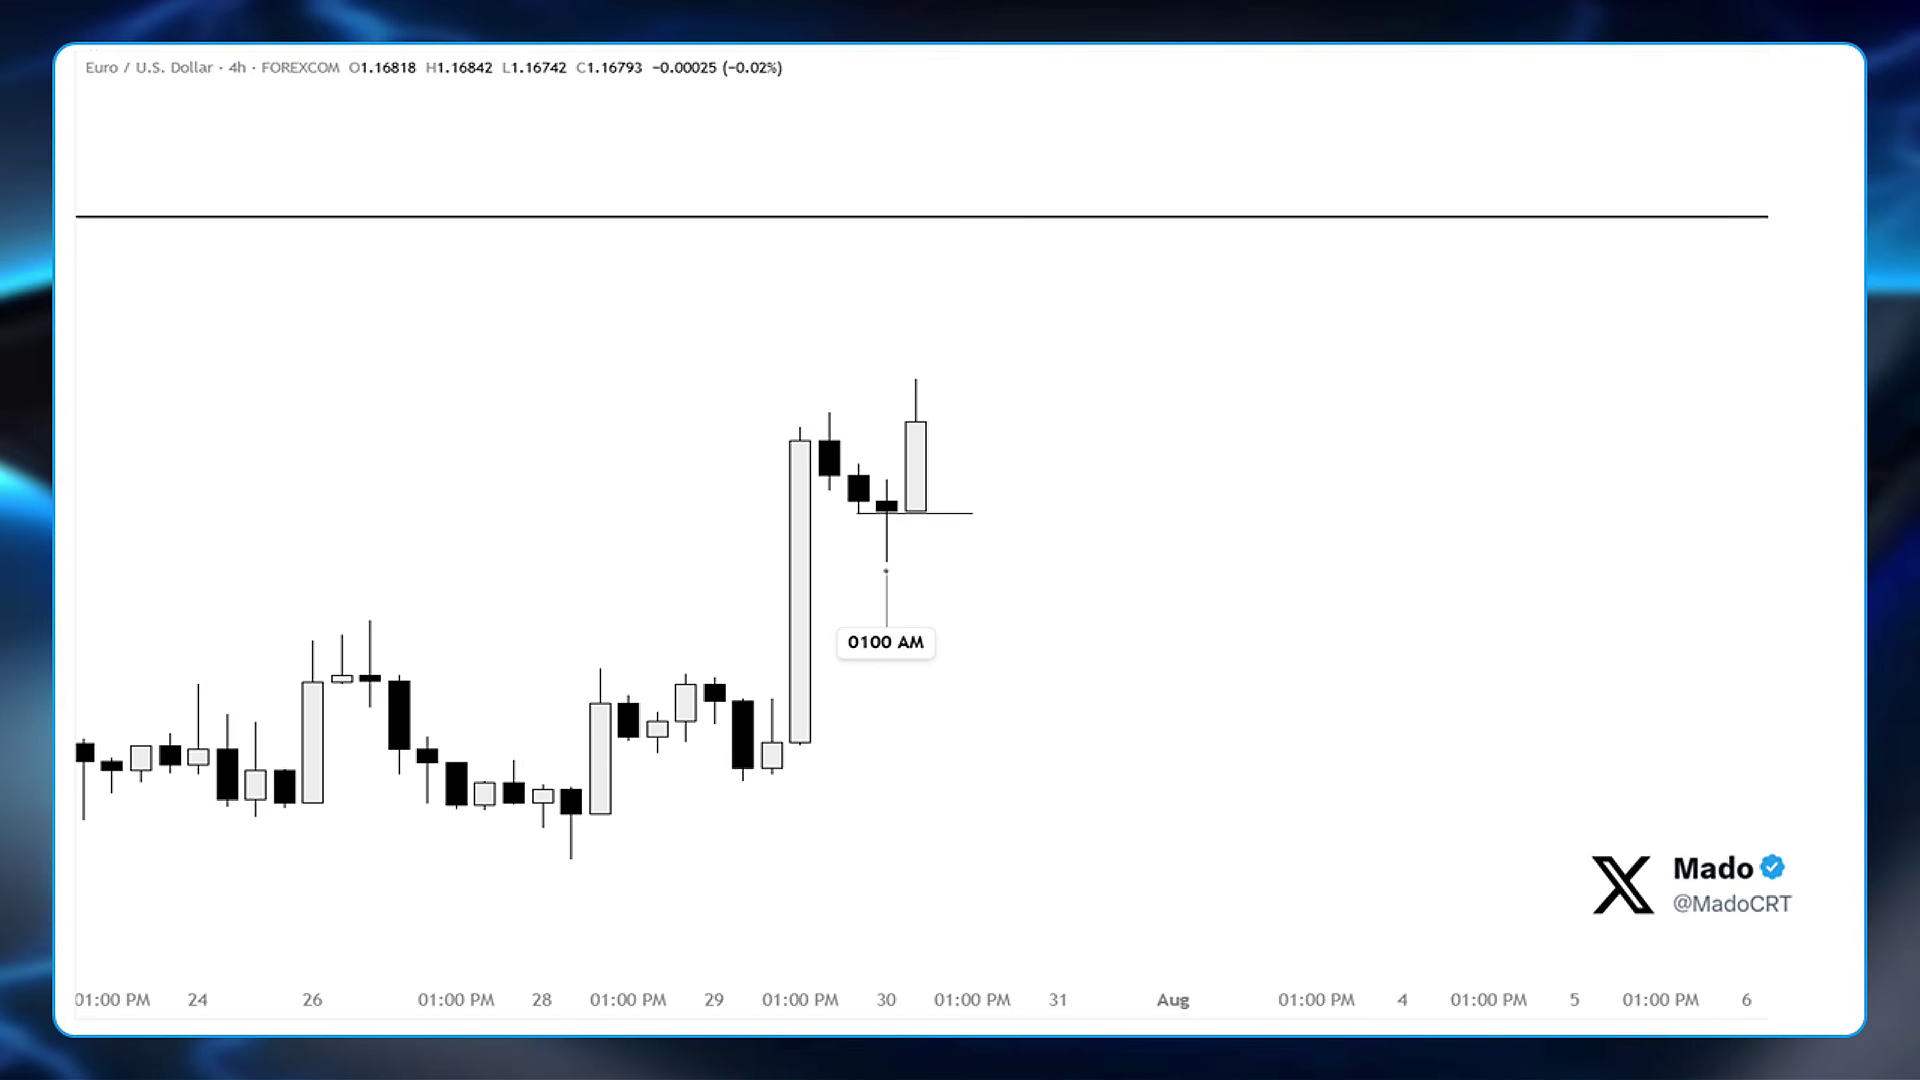 Euro / U.S. Dollar · 4h · FOREXCOM O1.16818 H1.16842 L1.16742 C1.16793 −0.00025 (−0.02%)
0100 AM
X Mado
@MadoCRT
01:00 PM 24 26 01:00 PM 28 01:00 PM 29 01:00 PM 30 01:00 PM 31 Aug 01:00 PM 4 01:00 PM 5 01:00 PM 6